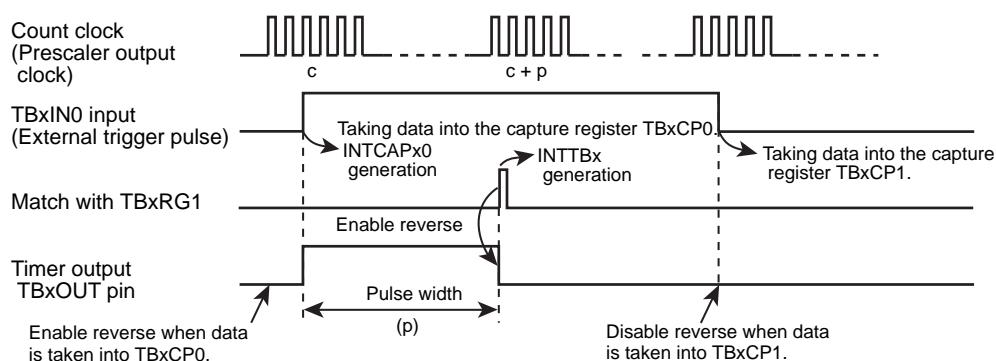 Count clock
(Prescaler output
clock)
c
c + p
TBxIN0 input
(External trigger pulse)
Taking data into the capture register TBxCP0.
INTCAPx0
generation
INTTBx
generation
Taking data into the capture
register TBxCP1.
Match with TBxRG1
Enable reverse
Timer output
TBxOUT pin
Pulse width
(p)
Enable reverse when data
is taken into TBxCP0.
Disable reverse when data
is taken into TBxCP1.